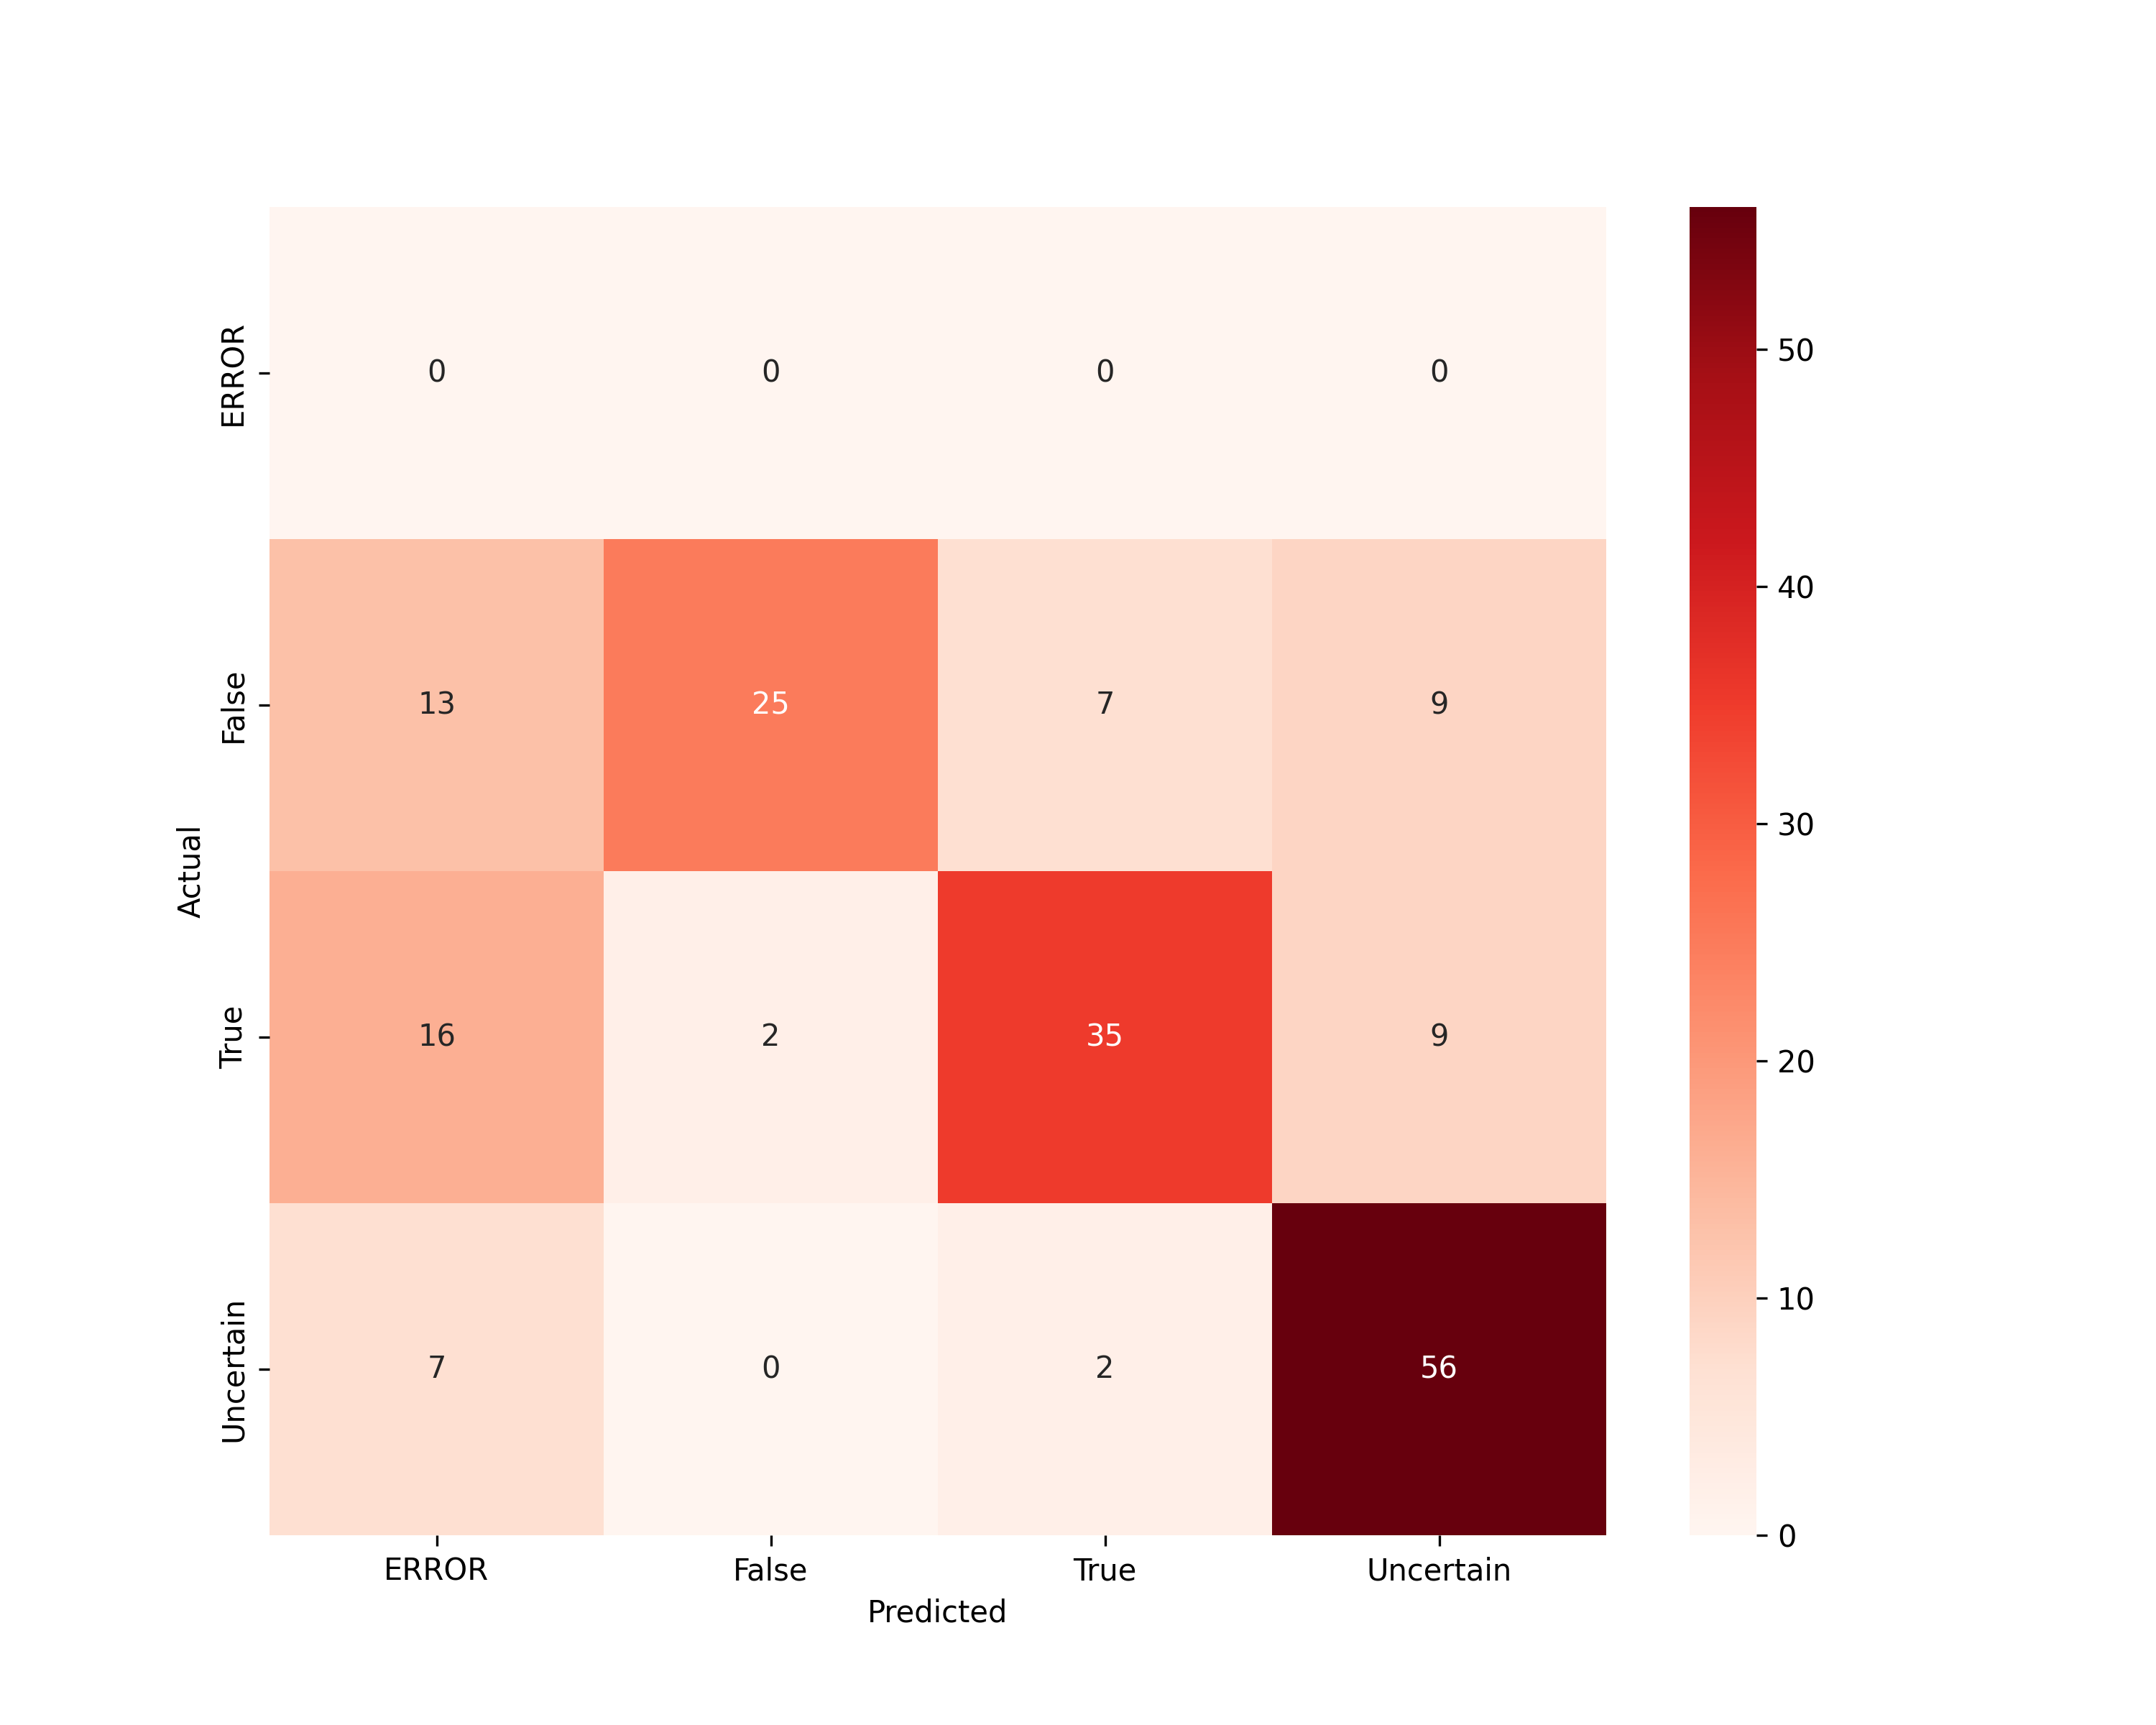 50
ERROR 0 0 0 0
40
False 13 25 7 9
30
Actual
20
True 16 2 35 9
10
Uncertain 7 0 2 56
0
ERROR False True Uncertain
Predicted